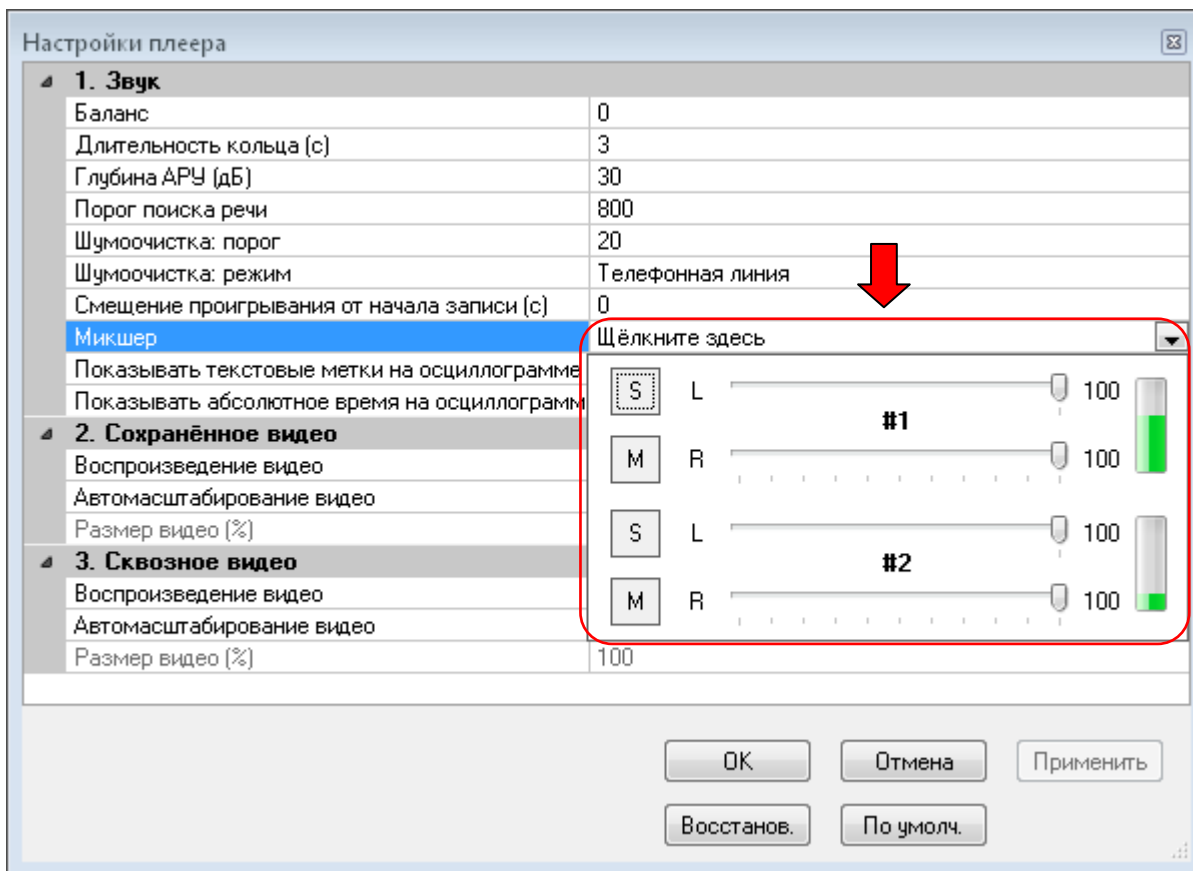 Настройки плеера
1. Звук
Баланс 0
Длительность кольца (с) 3
Глубина АРУ (дБ) 30
Порог поиска речи 800
Шумоочистка: порог 20
Шумоочистка: режим Телефонная линия
Смещение проигрывания от начала записи (с) 0
Микшер Щёлкните здесь
Показывать текстовые метки на осциллограмме
Показывать абсолютное время на осциллограмм
S L 100
#1
M R 100
2. Сохранённое видео
Воспроизведение видео
Автомасштабирование видео
Размер видео (%)
S L 100
#2
M R 100
3. Сквозное видео
Воспроизведение видео
Автомасштабирование видео
Размер видео (%) 100
OK Отмена Применить
Восстанов. По умолч.